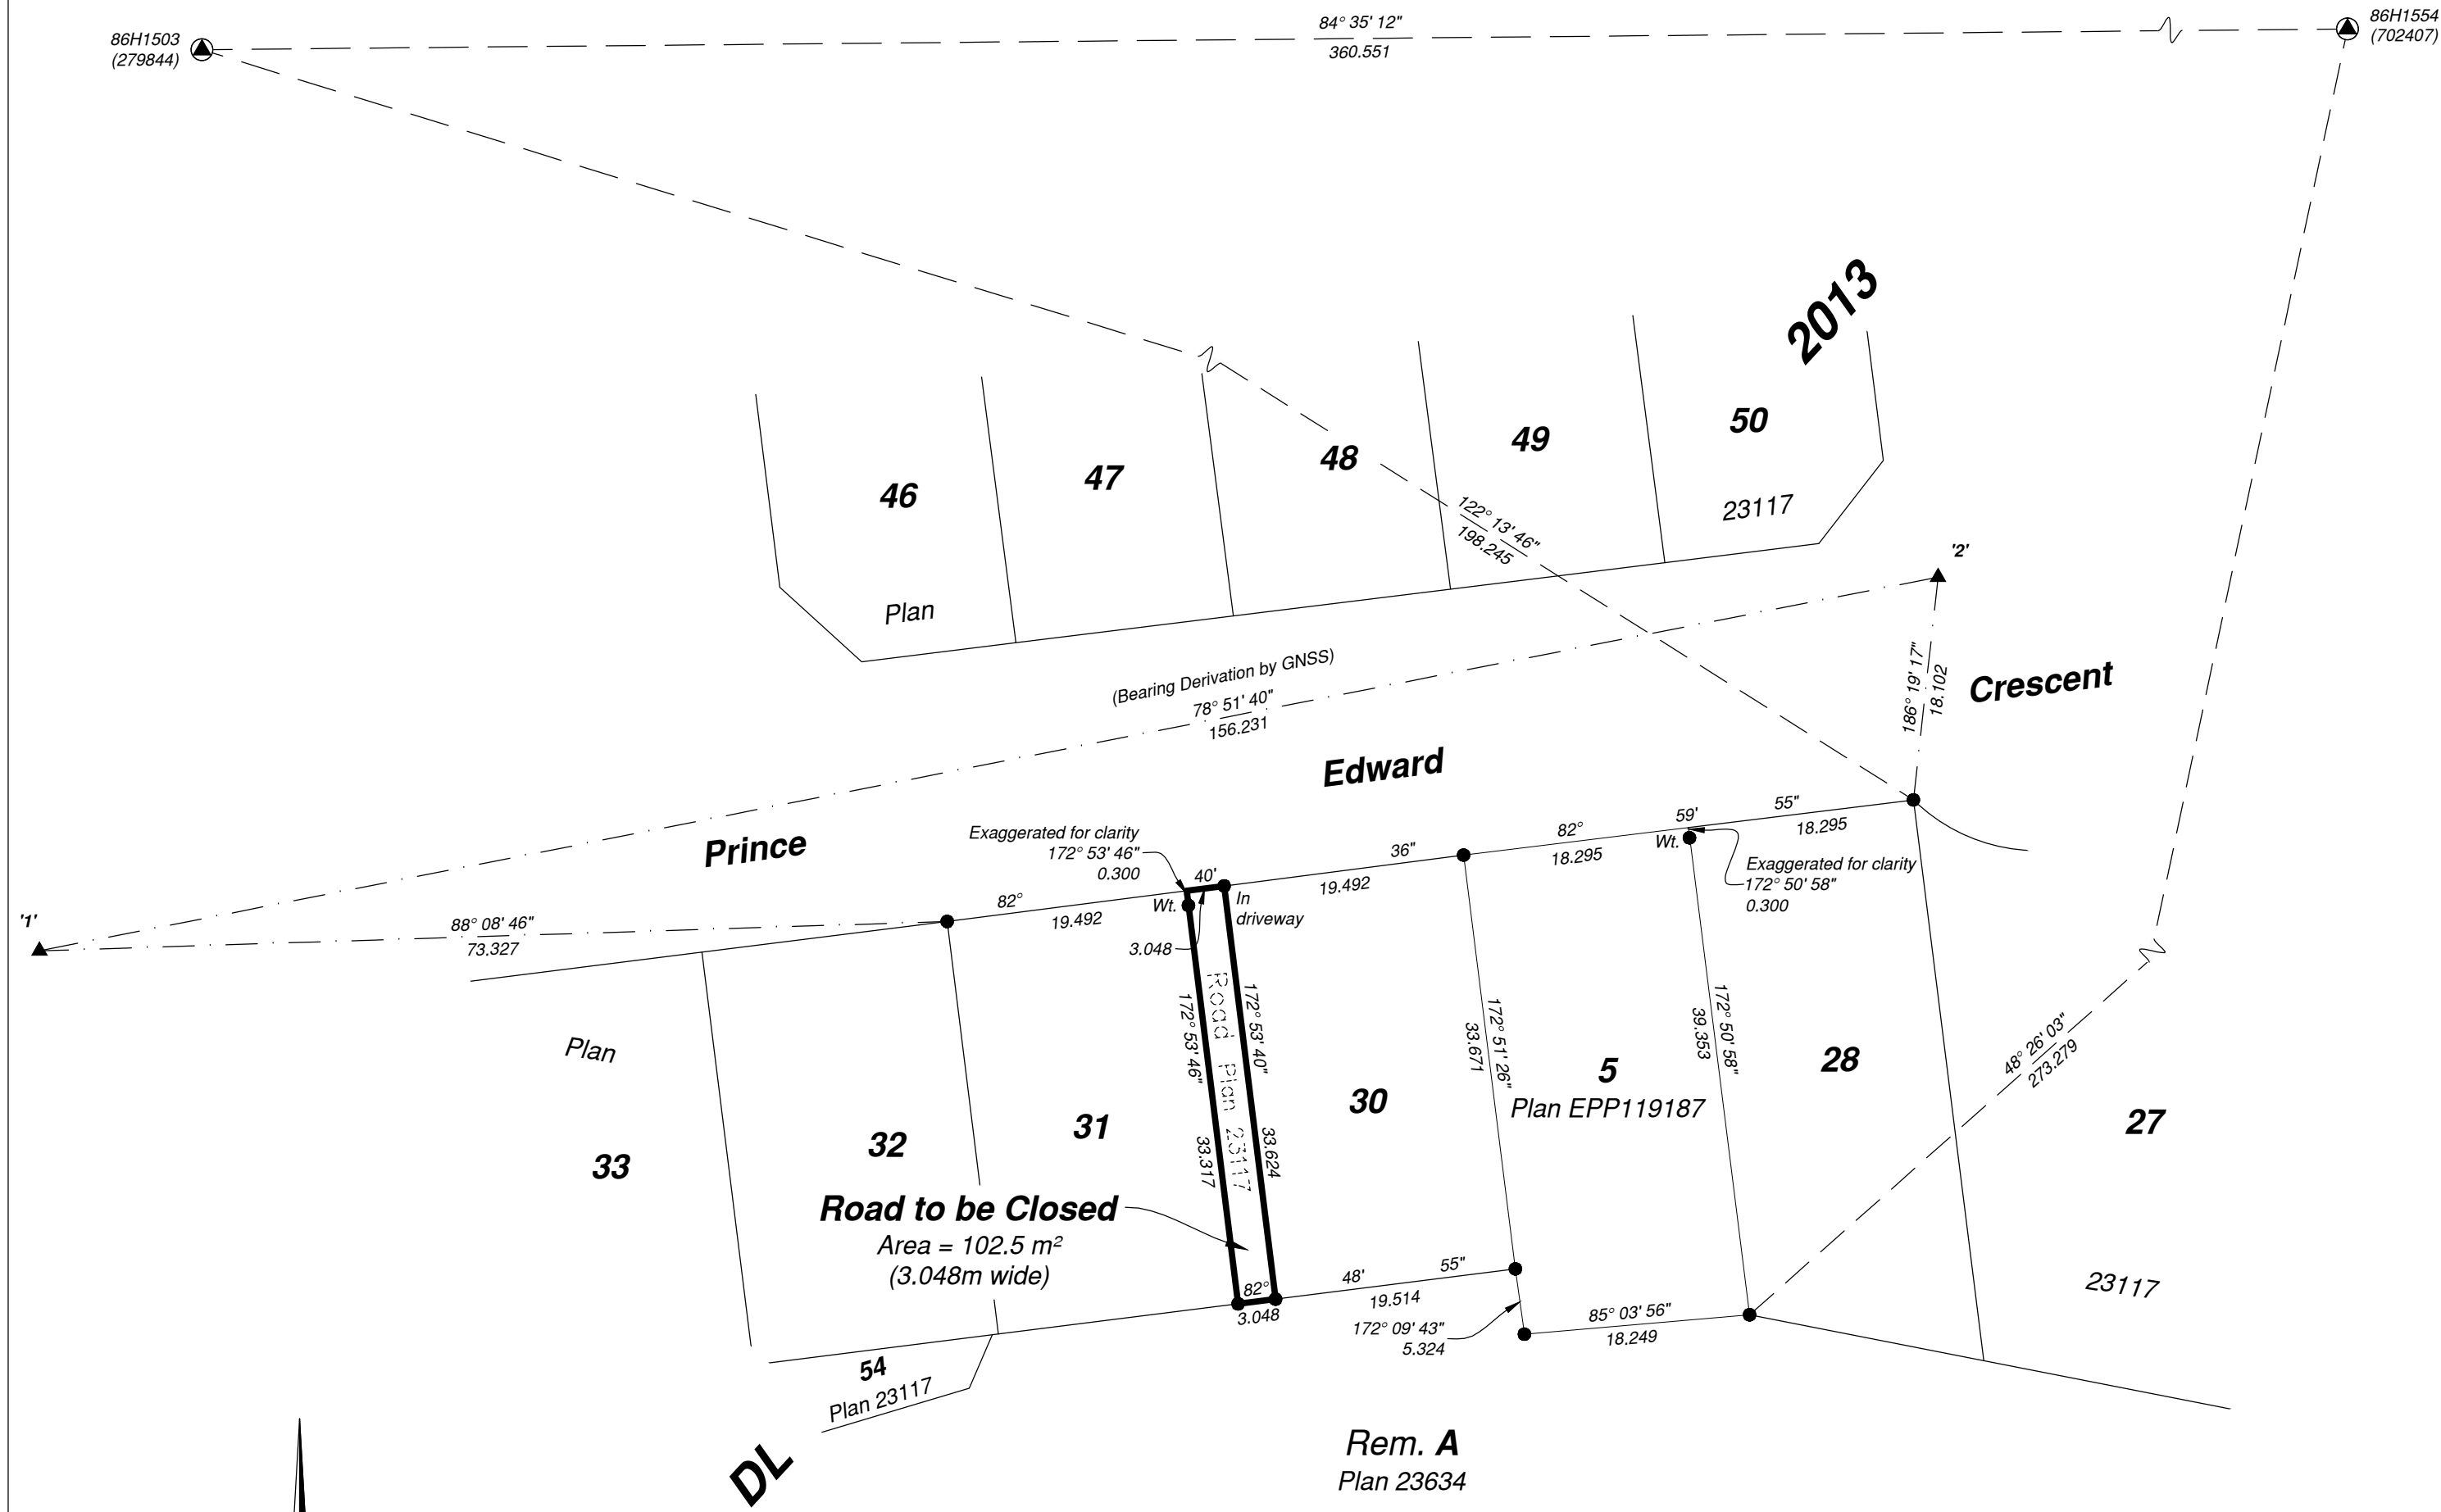 84° 35' 12"
360.551
86H1503
(279844)
86H1554
(702407)
2013
46
47
48
49
50
23117
Plan
122° 13' 46"
198.245
'2'
(Bearing Derivation by GNSS)
78° 51' 40"
156.231
186° 19' 17"
18.102
Crescent
Edward
Prince
Exaggerated for clarity
172° 53' 46"
0.300
82° 40' 36"
19.492
19.492
82° 59' 55"
18.295
18.295
Wt.
Exaggerated for clarity
172° 50' 58"
0.300
'1'
88° 08' 46"
73.327
Wt.
In
driveway
3.048
Road Plan 23117
172° 53' 46"
33.317
172° 53' 40"
33.624
172° 51' 26"
33.671
172° 50' 58"
39.353
48° 26' 03"
273.279
Plan
33
32
31
30
5
Plan EPP119187
28
27
23117
Road to be Closed
Area = 102.5 m²
(3.048m wide)
82° 48' 55"
3.048
19.514
172° 09' 43"
5.324
85° 03' 56"
18.249
54
Plan 23117
DL
Rem. A
Plan 23634